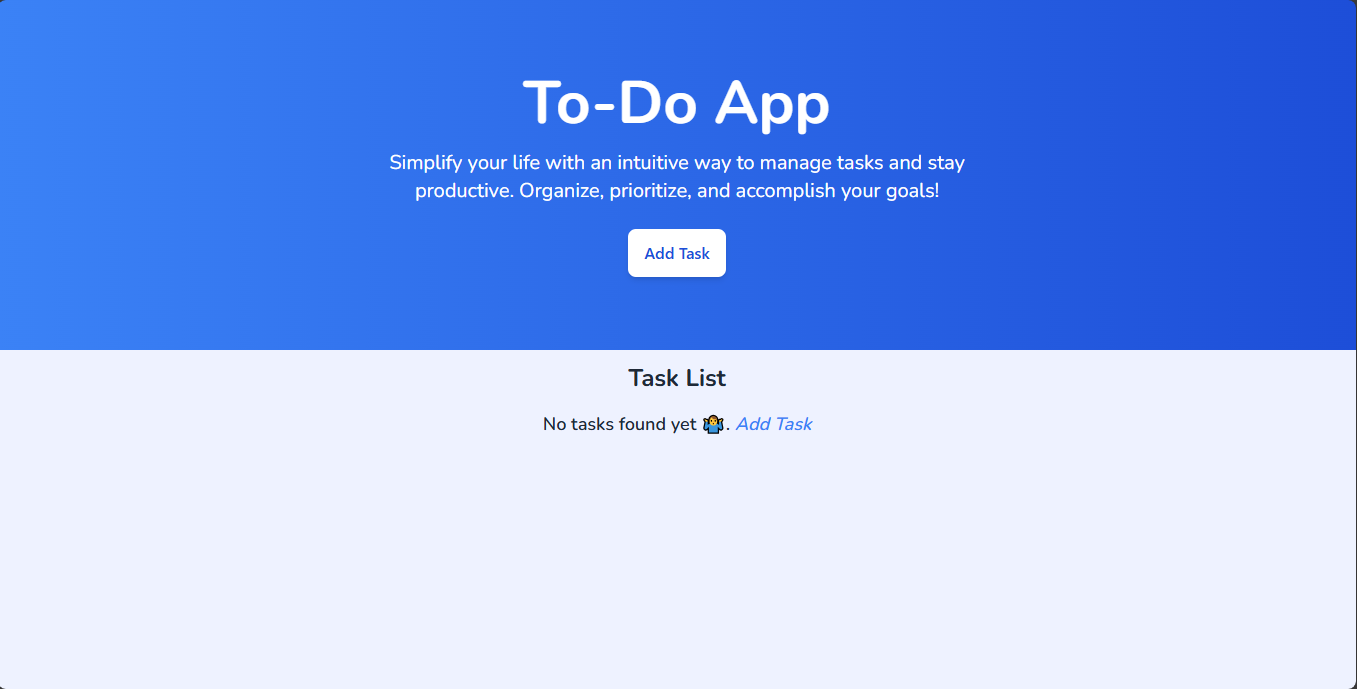 To-Do App
Simplify your life with an intuitive way to manage tasks and stay
productive. Organize, prioritize, and accomplish your goals!
Add Task
Task List
No tasks found yet 🤷‍♂️. Add Task